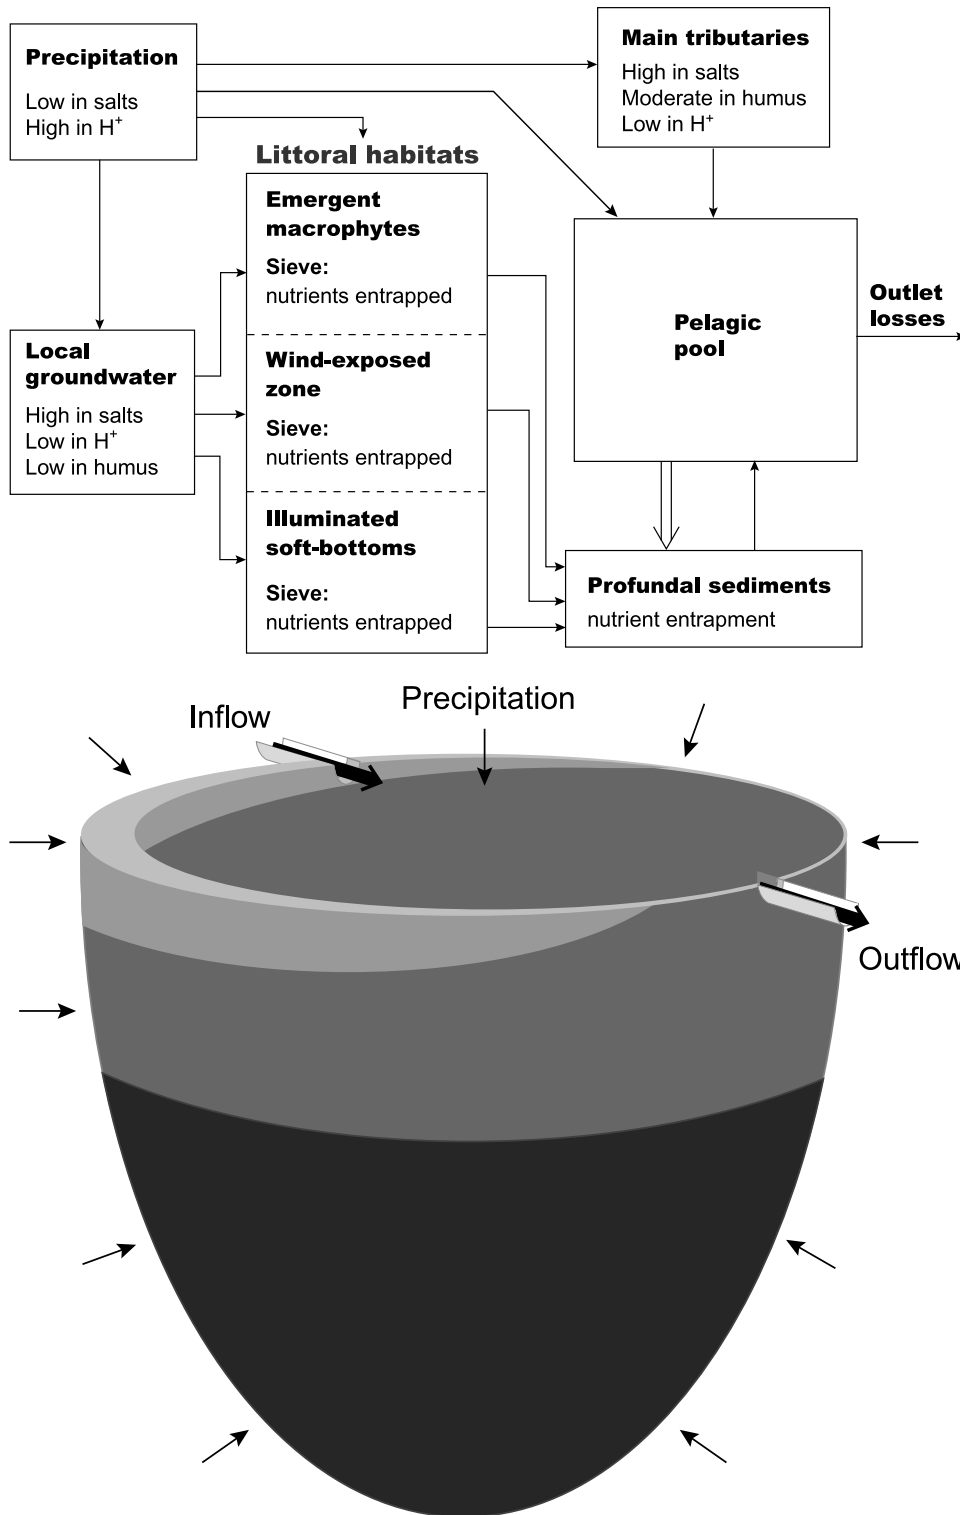 Precipitation
Low in salts
High in H⁺
Main tributaries
High in salts
Moderate in humus
Low in H⁺
Littoral habitats
Emergent
macrophytes
Sieve:
nutrients entrapped
Wind-exposed
zone
Sieve:
nutrients entrapped
Illuminated
soft-bottoms
Sieve:
nutrients entrapped
Local
groundwater
High in salts
Low in H⁺
Low in humus
Pelagic
pool
Outlet
losses
Profundal sediments
nutrient entrapment
Precipitation
Inflow
Outflow